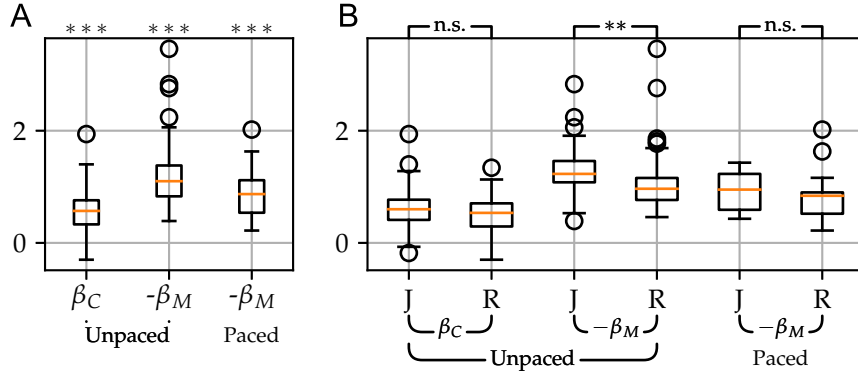 A
B
*** *** ***
n.s. ** n.s.
2
0
2
0
β_C -β_M -β_M
Unpaced Paced
J R J R J R
β_C −β_M −β_M
Unpaced Paced